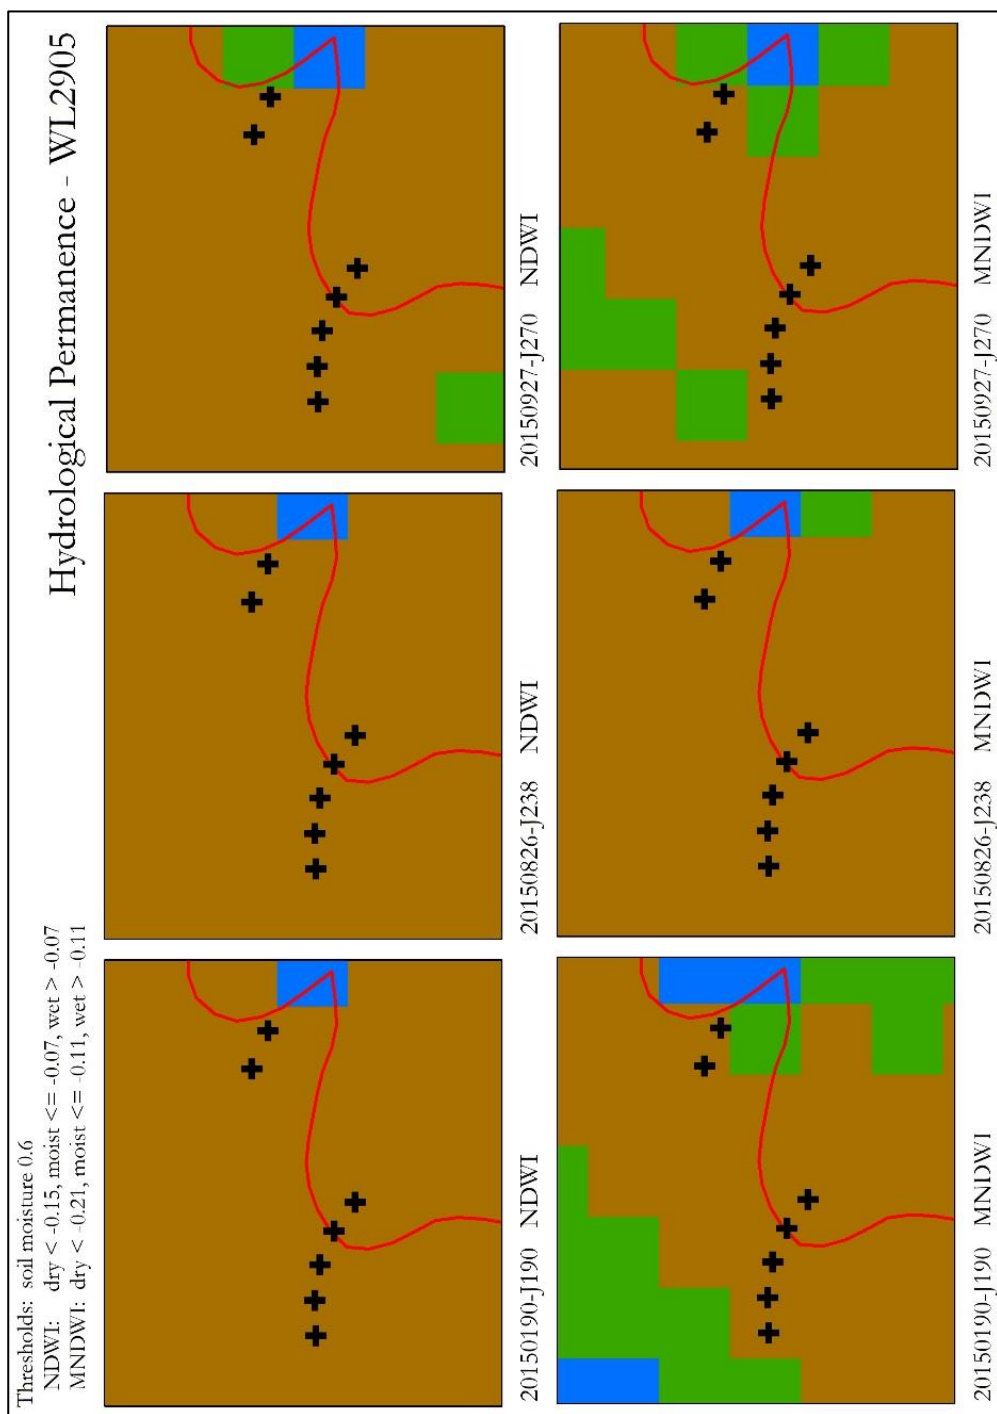 Hydrological Permanence - WL2905
Thresholds: soil moisture 0.6
NDWI: dry < -0.15, moist <= -0.07, wet > -0.07
MNDWI: dry < -0.21, moist <= -0.11, wet > -0.11
20150190-J190 NDWI
20150826-J238 NDWI
20150927-J270 NDWI
20150190-J190 MNDWI
20150826-J238 MNDWI
20150927-J270 MNDWI